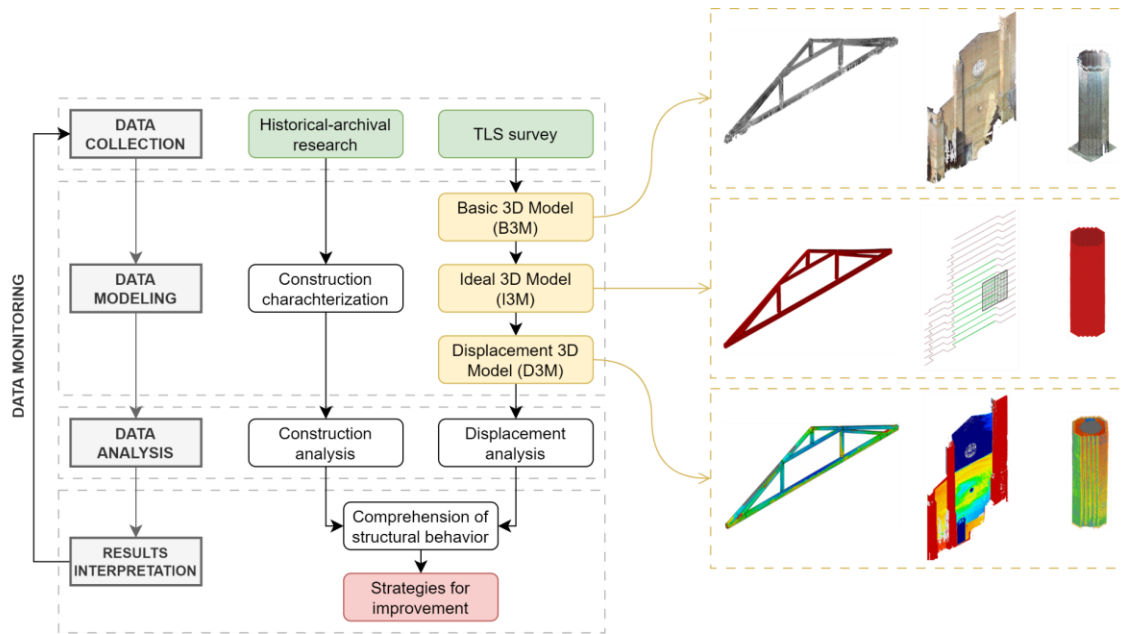 DATA
COLLECTION
Historical-archival
research
TLS survey
Basic 3D Model
(B3M)
DATA MONITORING
DATA
MODELING
Construction
charachterization
Ideal 3D Model
(I3M)
Displacement 3D
Model (D3M)
DATA
ANALYSIS
Construction
analysis
Displacement
analysis
Comprehension of
structural behavior
RESULTS
INTERPRETATION
Strategies for
improvement